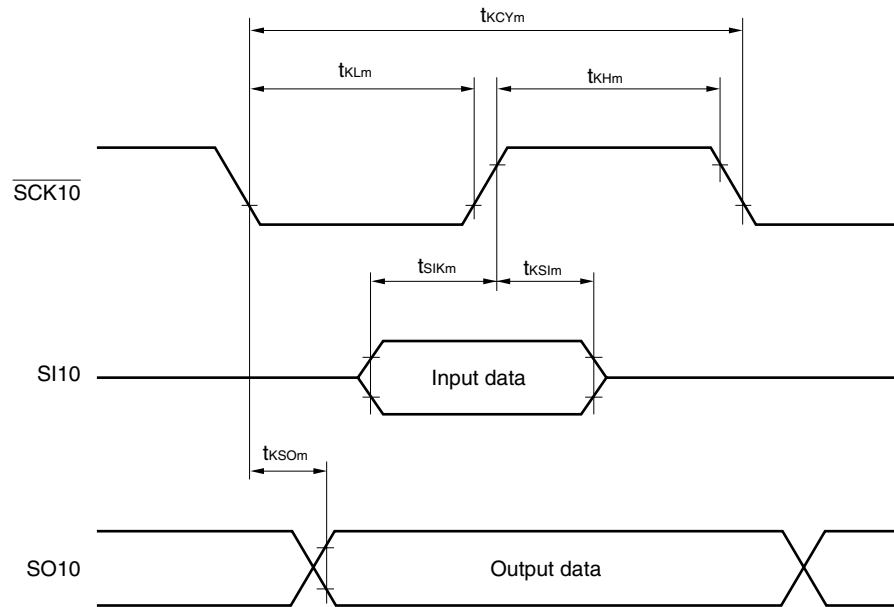 tKCYm
tKLm
tKHm
SCK10
tSIKm
tKSIm
SI10
Input data
tKSOm
SO10
Output data